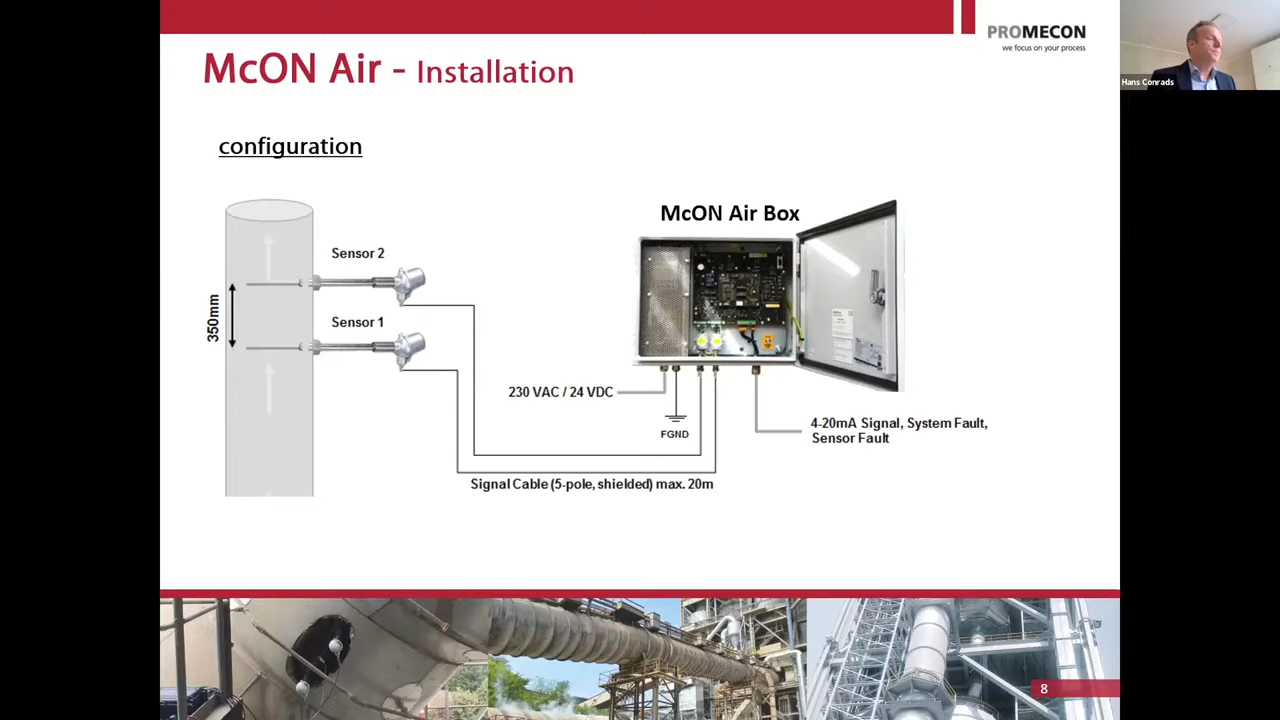 PROMECON
we focus on your process
Hans Conrads
McON Air - Installation
configuration
McON Air Box
Sensor 2
Sensor 1
350mm
230 VAC / 24 VDC
FGND
4-20mA Signal, System Fault,
Sensor Fault
Signal Cable (5-pole, shielded) max. 20m
8